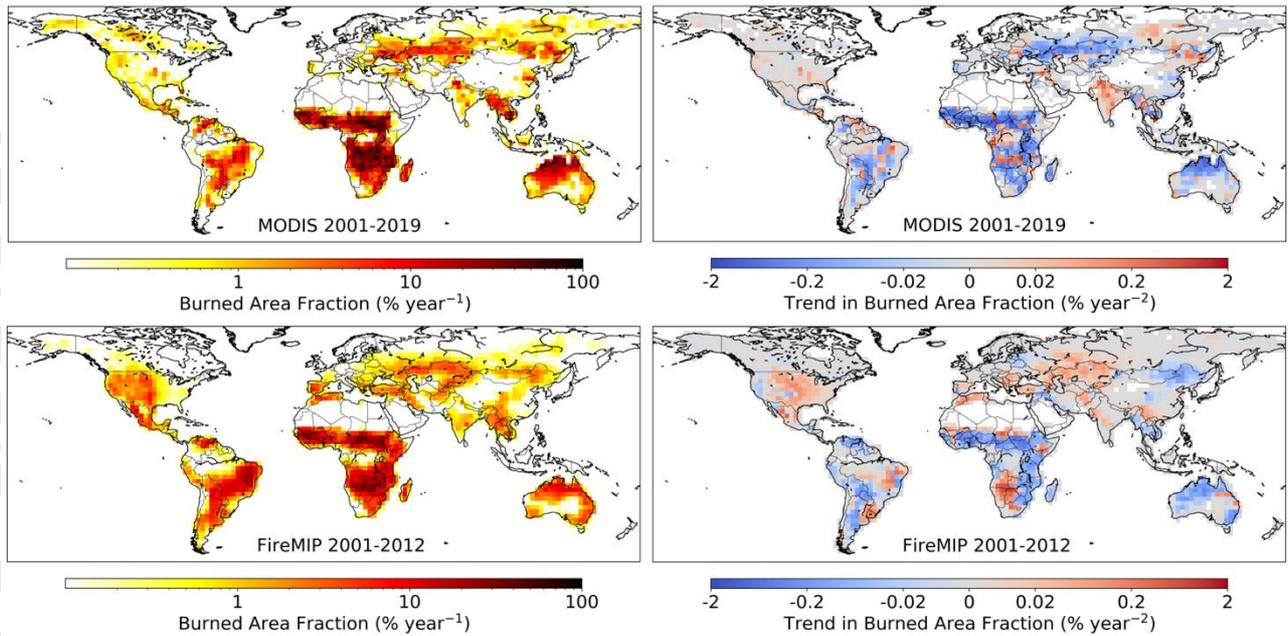 MODIS 2001-2019
1 10 100
Burned Area Fraction (% year⁻¹)
MODIS 2001-2019
-2 -0.2 -0.02 0 0.02 0.2 2
Trend in Burned Area Fraction (% year⁻²)
FireMIP 2001-2012
1 10 100
Burned Area Fraction (% year⁻¹)
FireMIP 2001-2012
-2 -0.2 -0.02 0 0.02 0.2 2
Trend in Burned Area Fraction (% year⁻²)